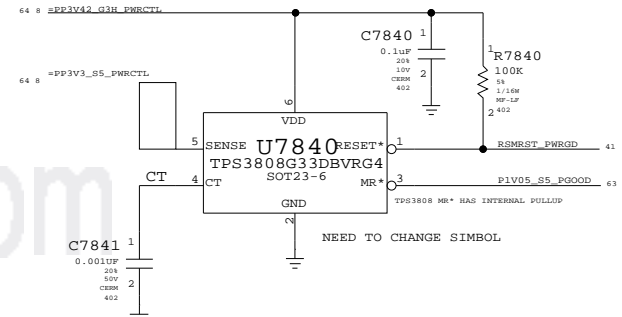 64 8 =PP3V42_G3H_PWRCTL
C7840 1
0.1uF
20%
10V
CERM
402
2
1
R7840
100K
5%
1/16W
MF-LF
402
2
64 8 =PP3V3_S5_PWRCTL
6
VDD
5 SENSE U7840 RESET* 1 RSMRST_PWRGD 41
TPS3808G33DBVRG4
CT 4 CT SOT23-6 MR* 3 P1V05_S5_PGOOD 63
GND
TPS3808 MR* HAS INTERNAL PULLUP
2
NEED TO CHANGE SIMBOL
C7841 1
0.001UF
20%
50V
CERM
402
2
om